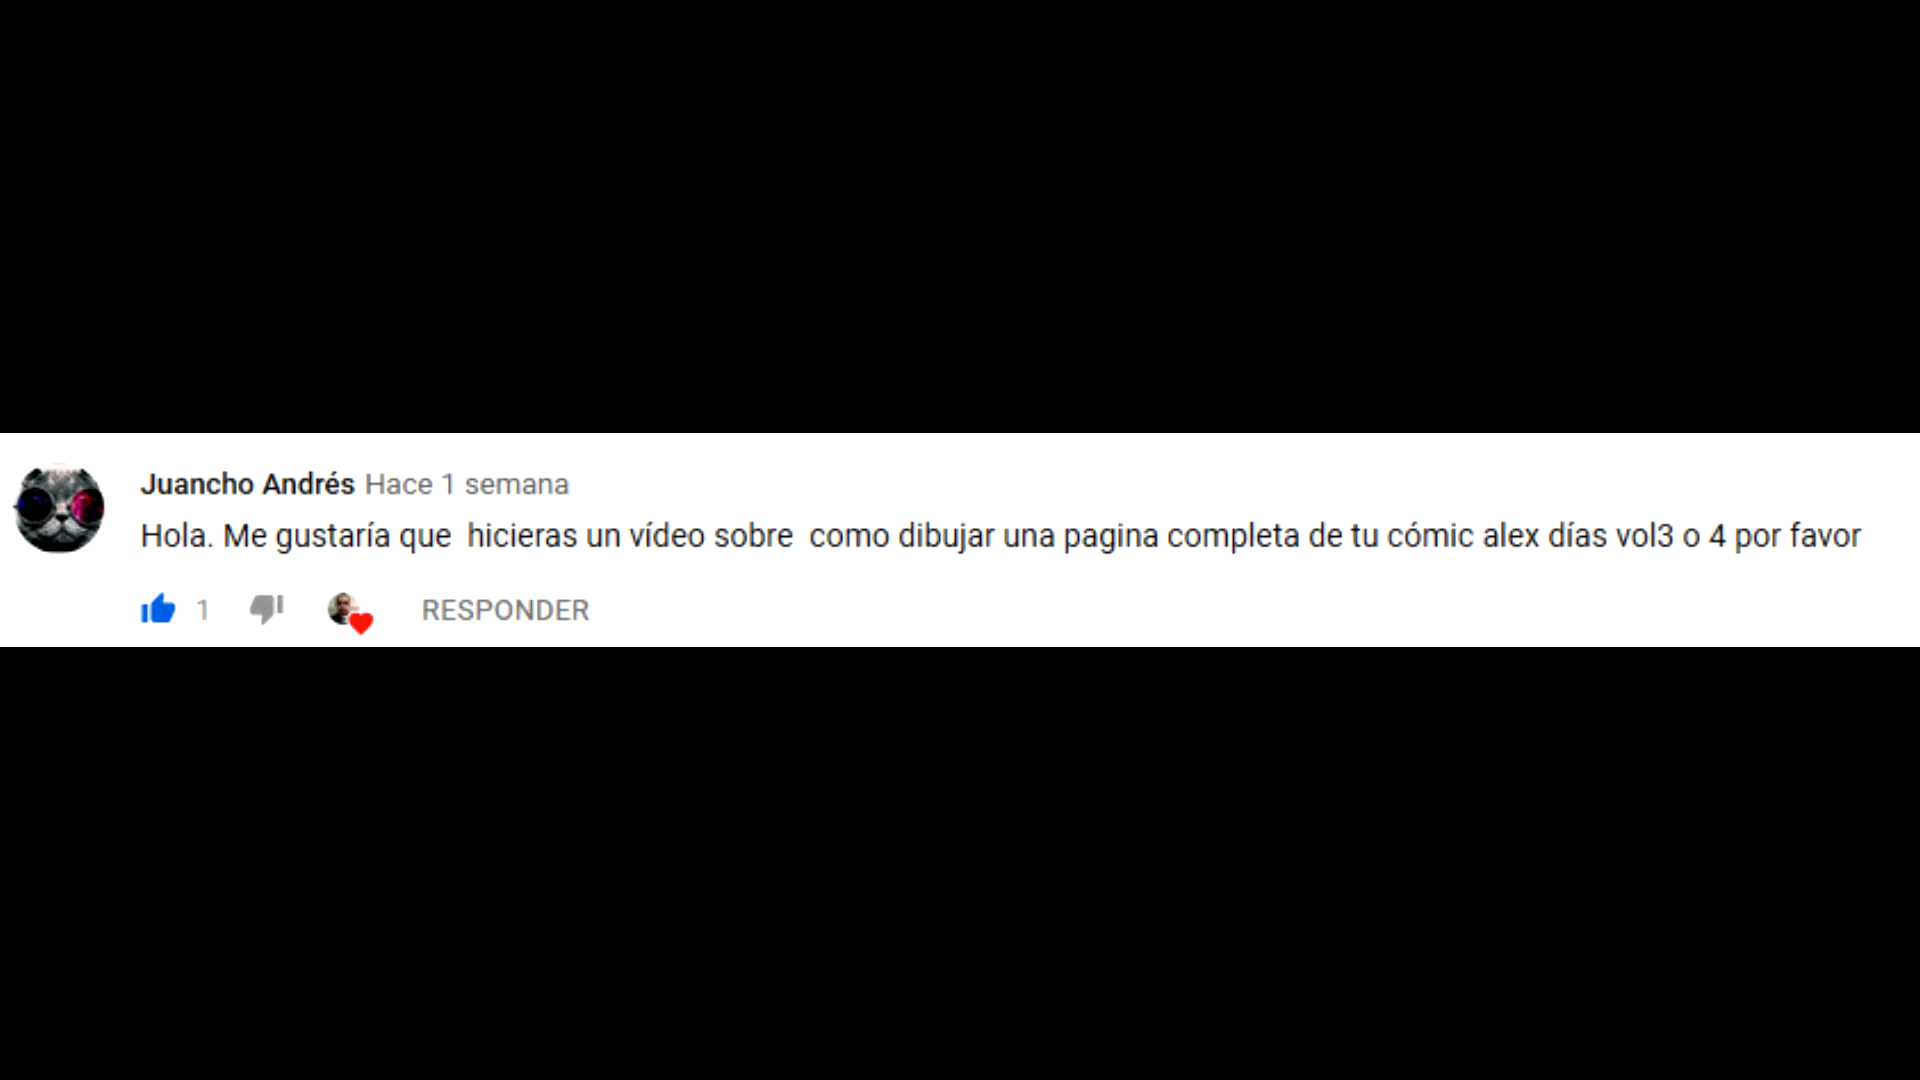 Juancho Andrés Hace 1 semana
Hola. Me gustaría que  hicieras un vídeo sobre  como dibujar una pagina completa de tu cómic alex días vol3 o 4 por favor
1 RESPONDER